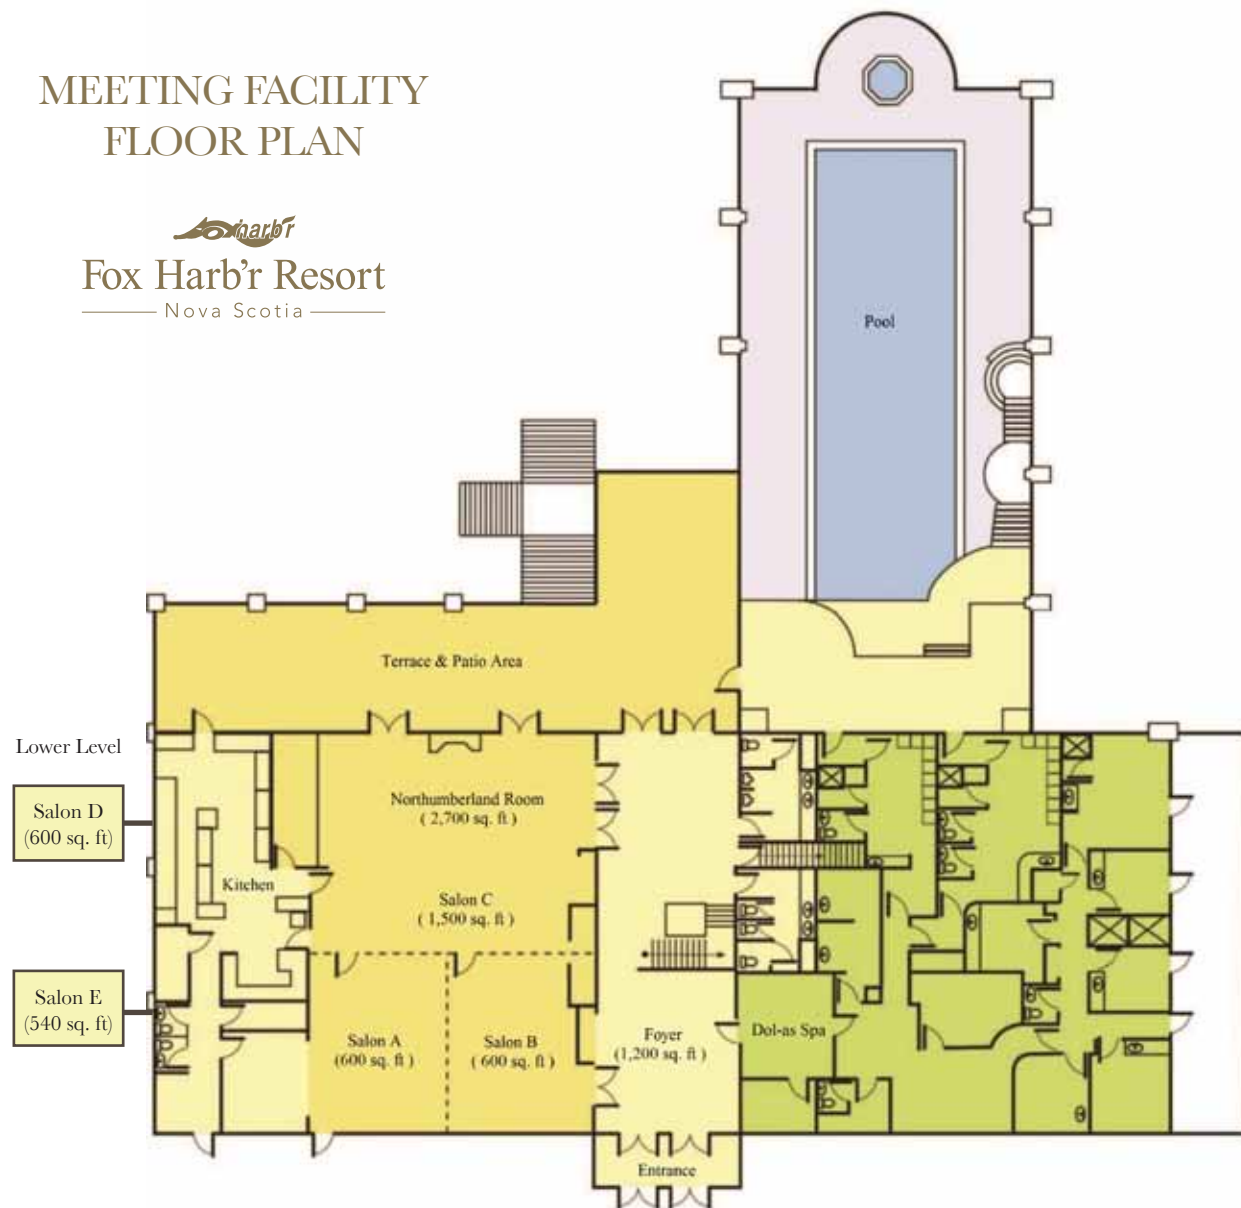 MEETING FACILITY
FLOOR PLAN
harb'r
Fox Harb'r Resort
Nova Scotia
Pool
Terrace & Patio Area
Lower Level
Salon D
(600 sq. ft)
Northumberland Room
( 2,700 sq. ft )
Kitchen
Salon C
( 1,500 sq. ft )
Salon E
(540 sq. ft)
Salon A
(600 sq. ft )
Salon B
( 600 sq. ft )
Foyer
(1,200 sq. ft )
Dol-as Spa
Entrance